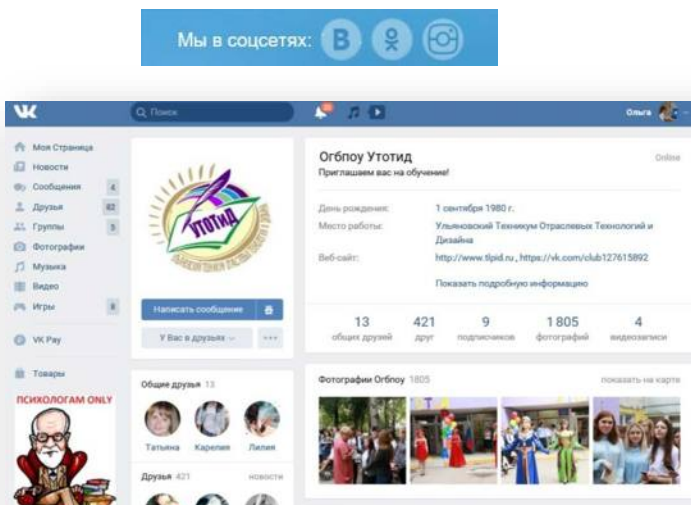 Мы в соцсетях:
Поиск
Ольга
Моя Страница
Новости
Сообщения 4
Друзья 82
Группы 5
Фотографии
Музыка
Видео
Игры 8
VK Pay
Товары
ПСИХОЛОГАМ ONLY
УТОТиД
Написать сообщение
У Вас в друзьях
Общие друзья 13
Татьяна Карелия Лилия
Друзья 421 новости
Огбпоу Утотид Online
Приглашаем вас на обучение!
День рождения: 1 сентября 1980 г.
Место работы: Ульяновский Техникум Отраслевых Технологий и
Дизайна
Веб-сайт: http://www.tlpid.ru , https://vk.com/club127615892
Показать подробную информацию
13 421 9 1805 4
общих друзей друг подписчиков фотографий видеозаписи
Фотографии Огбпоу 1805 показать на карте